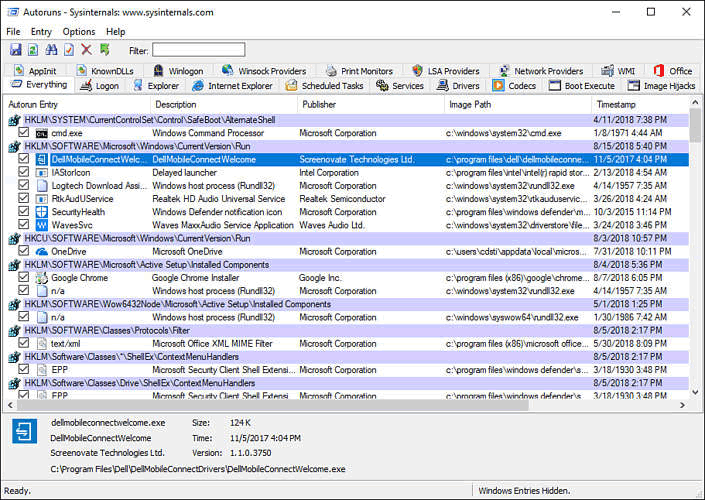 Autoruns - Sysinternals: www.sysinternals.com
File Entry Options Help
Filter:
AppInit KnownDLLs Winlogon Winsock Providers Print Monitors LSA Providers Network Providers WMI Office
Everything Logon Explorer Internet Explorer Scheduled Tasks Services Drivers Codecs Boot Execute Image Hijacks
Autorun Entry Description Publisher Image Path Timestamp
HKLM\SYSTEM\CurrentControlSet\Control\SafeBoot\AlternateShell 4/11/2018 7:38 PM
cmd.exe Windows Command Processor Microsoft Corporation c:\windows\system32\cmd.exe 1/8/1971 4:44 AM
HKLM\SOFTWARE\Microsoft\Windows\CurrentVersion\Run 8/15/2018 5:40 PM
DellMobileConnectWelc... DellMobileConnectWelcome Screenovate Technologies Ltd. c:\program files\dell\dellmobileconne... 11/5/2017 4:04 PM
IAStorIcon Delayed launcher Intel Corporation c:\program files\intel\intel(r) rapid stor... 2/13/2018 4:54 AM
Logitech Download Assi... Windows host process (Rundll32) Microsoft Corporation c:\windows\system32\rundll32.exe 4/14/1957 7:35 AM
RtkAudUService Realtek HD Audio Universal Service Realtek Semiconductor c:\windows\system32\rtkauduservic... 3/26/2018 4:24 AM
SecurityHealth Windows Defender notification icon Microsoft Corporation c:\program files\windows defender\m... 10/3/2015 11:14 PM
WavesSvc Waves MaxxAudio Service Application Waves Audio Ltd. c:\windows\system32\driverstore\file... 3/24/2018 3:46 PM
HKCU\SOFTWARE\Microsoft\Windows\CurrentVersion\Run 8/3/2018 10:57 PM
OneDrive Microsoft OneDrive Microsoft Corporation c:\users\cdsti\appdata\local\micros... 7/31/2018 10:11 PM
HKLM\SOFTWARE\Microsoft\Active Setup\Installed Components 8/4/2018 5:36 PM
Google Chrome Google Chrome Installer Google Inc. c:\program files (x86)\google\chrome... 8/7/2018 6:05 PM
n/a Windows host process (Rundll32) Microsoft Corporation c:\windows\system32\rundll32.exe 4/14/1957 7:35 AM
HKLM\SOFTWARE\Wow6432Node\Microsoft\Active Setup\Installed Components 5/1/2018 1:25 PM
n/a Windows host process (Rundll32) Microsoft Corporation c:\windows\syswow64\rundll32.exe 1/30/1986 7:42 AM
HKLM\SOFTWARE\Classes\Protocols\Filter 8/5/2018 2:17 PM
text/xml Microsoft Office XML MIME Filter Microsoft Corporation c:\program files (x86)\microsoft office... 5/30/2018 8:09 PM
HKLM\Software\Classes\*\ShellEx\ContextMenuHandlers 8/5/2018 2:17 PM
EPP Microsoft Security Client Shell Extensi... Microsoft Corporation c:\program files\windows defender\s... 3/18/1930 3:48 PM
HKLM\Software\Classes\Drive\ShellEx\ContextMenuHandlers 8/5/2018 2:17 PM
EPP Microsoft Security Client Shell Extensi... Microsoft Corporation c:\program files\windows defender\s... 3/18/1930 3:48 PM
dellmobileconnectwelcome.exe Size: 124 K
DellMobileConnectWelcome Time: 11/5/2017 4:04 PM
Screenovate Technologies Ltd. Version: 1.1.0.3750
C:\Program Files\Dell\DellMobileConnectDrivers\DellMobileConnectWelcome.exe
Ready. Windows Entries Hidden.